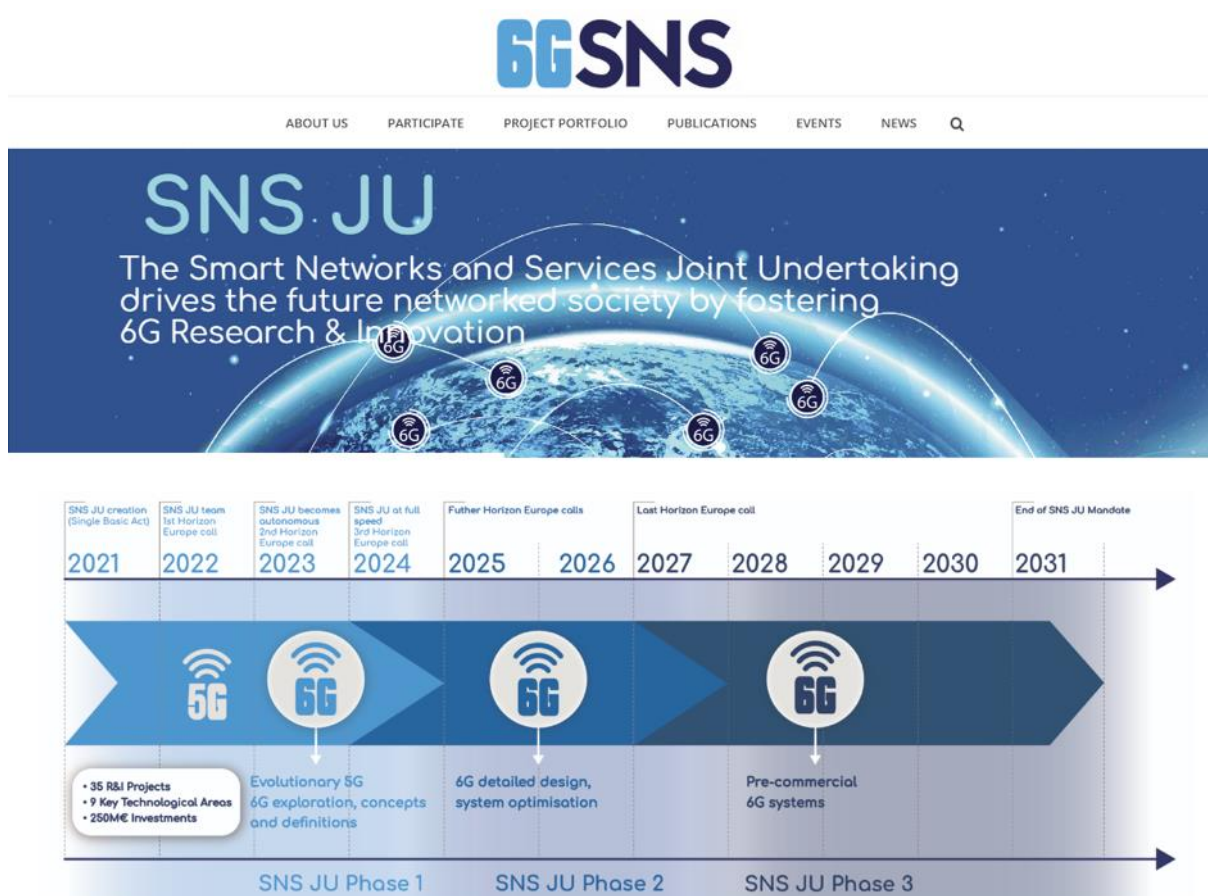 6GSNS
ABOUT US PARTICIPATE PROJECT PORTFOLIO PUBLICATIONS EVENTS NEWS
SNS JU
The Smart Networks and Services Joint Undertaking
drives the future networked society by fostering
6G Research & Innovation
6G
6G
6G
6G
6G
6G
SNS JU creation
(Single Basic Act)
2021
SNS JU team
1st Horizon
Europe call
2022
SNS JU becomes
autonomous
2nd Horizon
Europe call
2023
SNS JU at full
speed
3rd Horizon
Europe call
2024
Futher Horizon Europe calls
2025 2026
Last Horizon Europe call
2027 2028 2029 2030
End of SNS JU Mandate
2031
5G
6G
6G
6G
• 35 R&I Projects
• 9 Key Technological Areas
• 250M€ Investments
Evolutionary 5G
6G exploration, concepts
and definitions
6G detailed design,
system optimisation
Pre-commercial
6G systems
SNS JU Phase 1 SNS JU Phase 2 SNS JU Phase 3